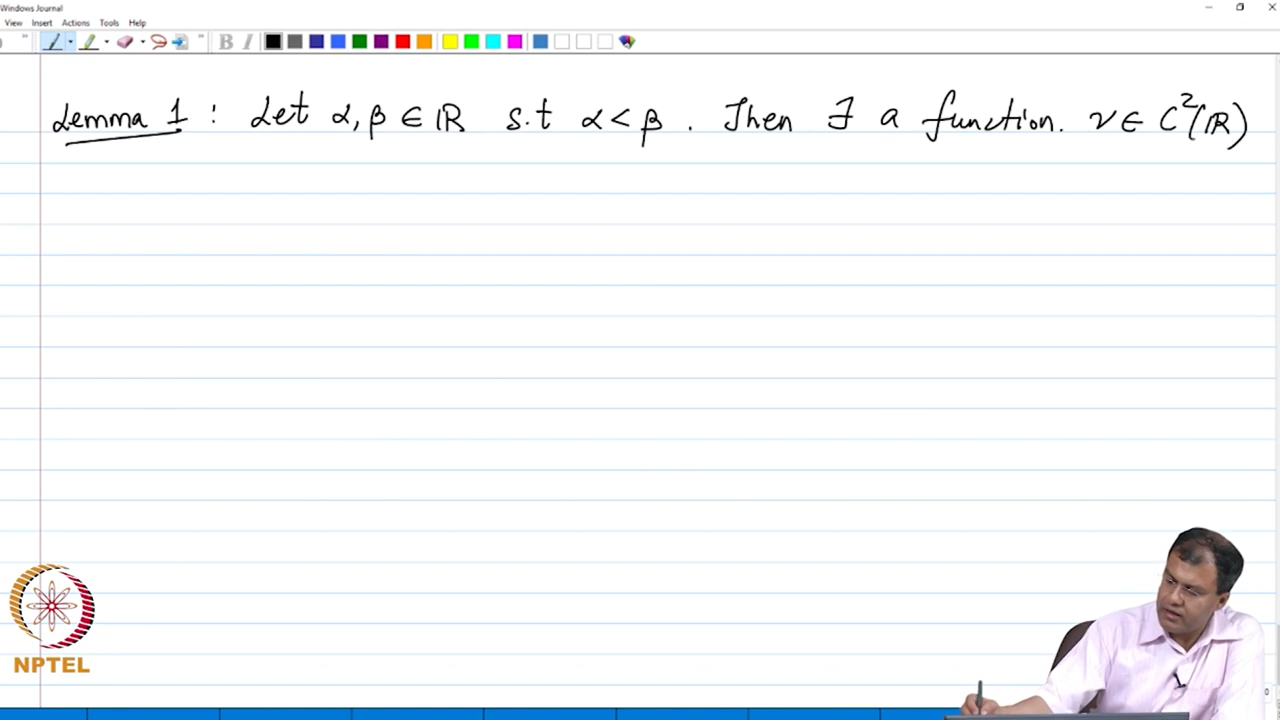 Windows Journal
View Insert Actions Tools Help
B I
Lemma 1 : Let α, β ∈ ℝ s.t α < β . Then ∃ a function. ν ∈ C²(ℝ)
NPTEL